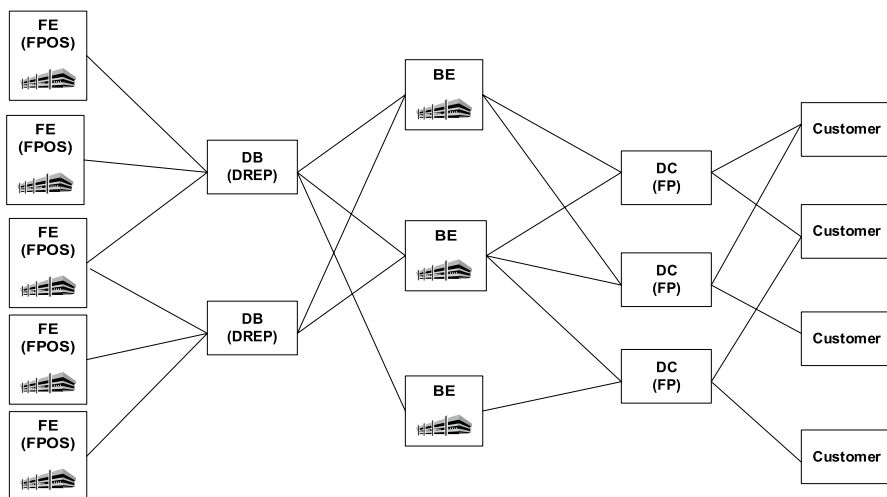 FE
(FPOS)
FE
(FPOS)
FE
(FPOS)
FE
(FPOS)
FE
(FPOS)
DB
(DREP)
DB
(DREP)
BE
BE
BE
DC
(FP)
DC
(FP)
DC
(FP)
Customer
Customer
Customer
Customer